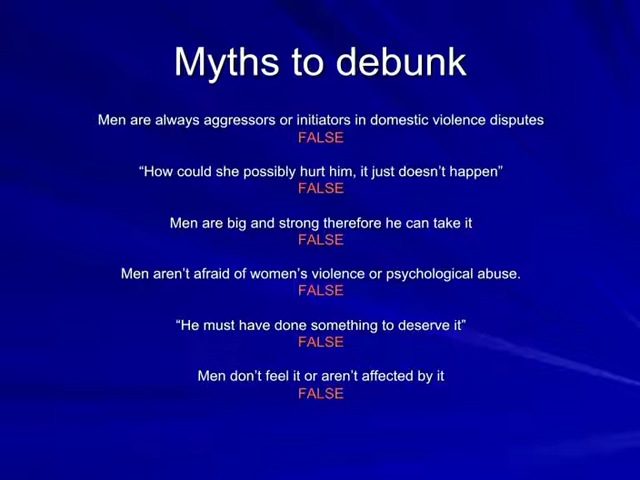 Myths to debunk
Men are always aggressors or initiators in domestic violence disputes
FALSE
“How could she possibly hurt him, it just doesn’t happen”
FALSE
Men are big and strong therefore he can take it
FALSE
Men aren’t afraid of women’s violence or psychological abuse.
FALSE
“He must have done something to deserve it”
FALSE
Men don’t feel it or aren’t affected by it
FALSE